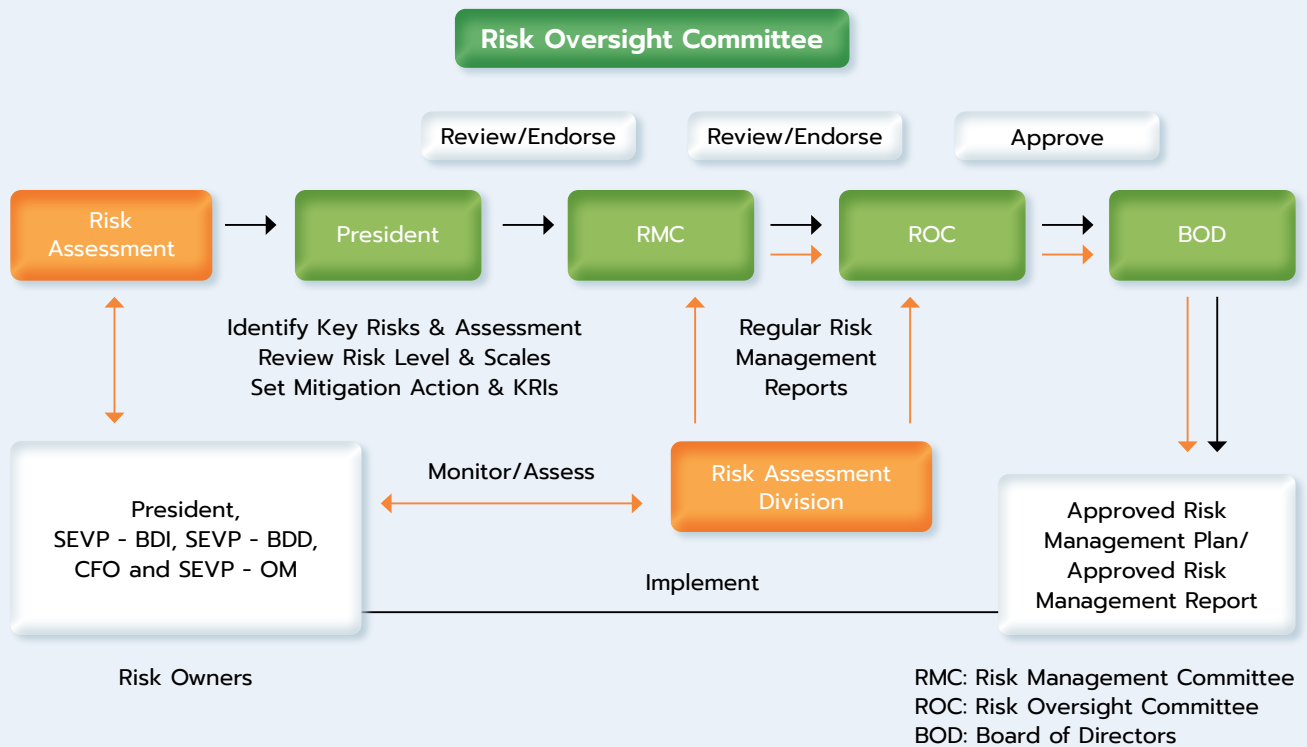 Risk Oversight Committee
Review/Endorse
Review/Endorse
Approve
Risk
Assessment
President
RMC
ROC
BOD
Identify Key Risks & Assessment
Review Risk Level & Scales
Set Mitigation Action & KRIs
Regular Risk
Management
Reports
President,
SEVP - BDI, SEVP - BDD,
CFO and SEVP - OM
Monitor/Assess
Risk Assessment
Division
Approved Risk
Management Plan/
Approved Risk
Management Report
Implement
Risk Owners
RMC: Risk Management Committee
ROC: Risk Oversight Committee
BOD: Board of Directors